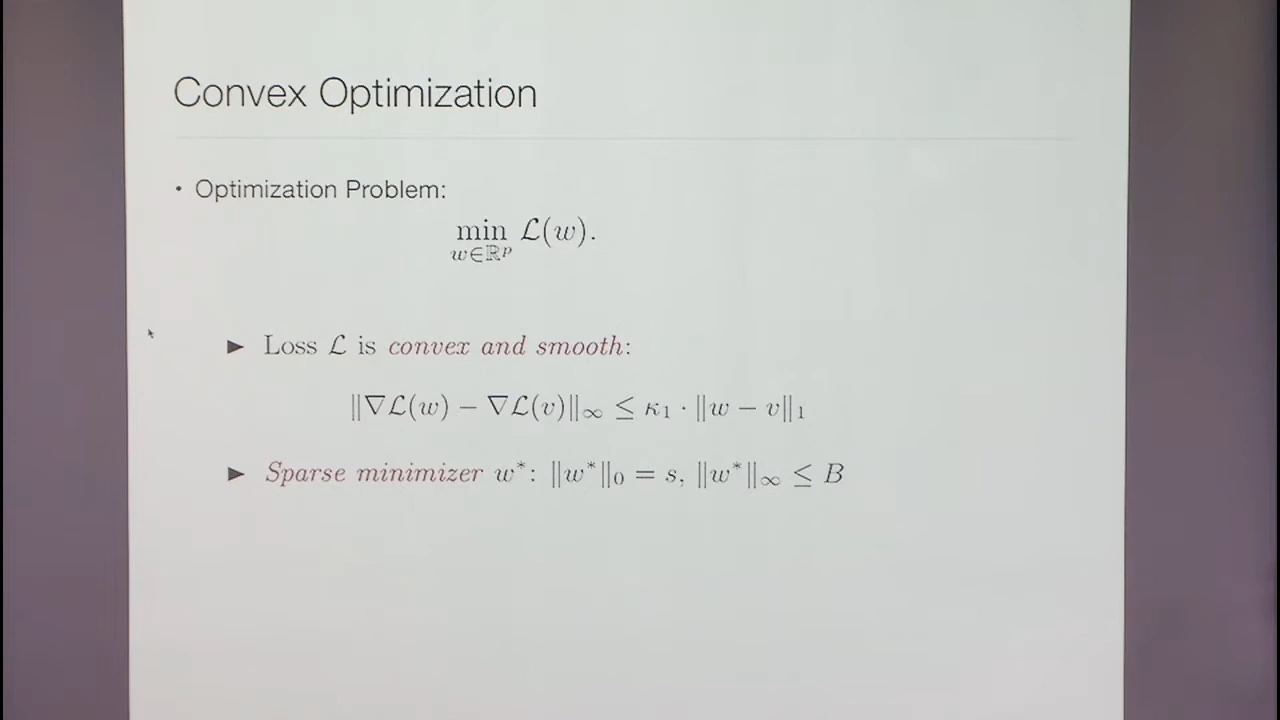 Convex Optimization
• Optimization Problem:
min ℒ(w).
w∈ℝᵖ
► Loss ℒ is convex and smooth:
‖∇ℒ(w) − ∇ℒ(v)‖∞ ≤ κ₁ · ‖w − v‖₁
► Sparse minimizer w*: ‖w*‖₀ = s, ‖w*‖∞ ≤ B